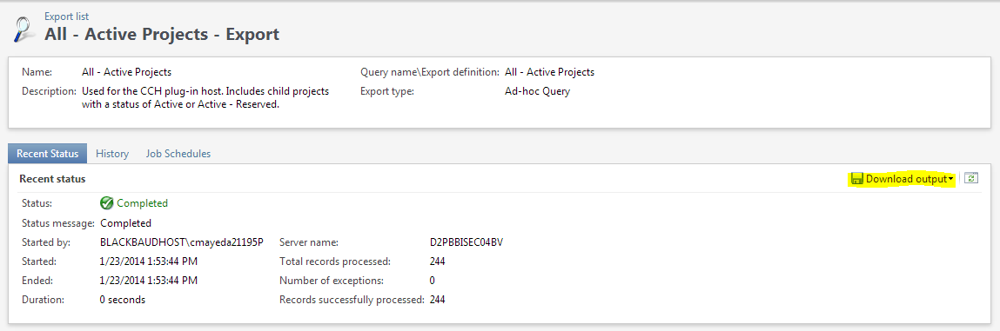 Export list
All - Active Projects - Export
Name: All - Active Projects Query name\Export definition: All - Active Projects
Description: Used for the CCH plug-in host. Includes child projects Export type: Ad-hoc Query
with a status of Active or Active - Reserved.
Recent Status History Job Schedules
Recent status Download output
Status: Completed
Status message: Completed
Started by: BLACKBAUDHOST\cmayeda21195P Server name: D2PBBISEC04BV
Started: 1/23/2014 1:53:44 PM Total records processed: 244
Ended: 1/23/2014 1:53:44 PM Number of exceptions: 0
Duration: 0 seconds Records successfully processed: 244